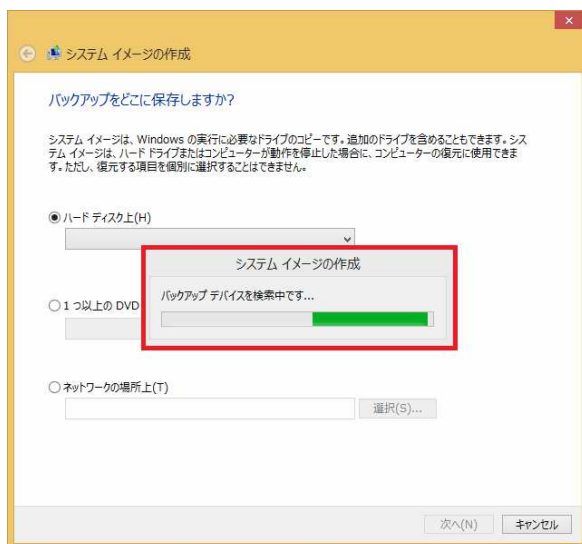 システム イメージの作成
バックアップをどこに保存しますか?
システム イメージは、Windows の実行に必要なドライブのコピーです。追加のドライブを含めることもできます。シス
テム イメージは、ハード ドライブまたはコンピューターが動作を停止した場合に、コンピューターの復元に使用できま
す。ただし、復元する項目を個別に選択することはできません。
ハード ディスク上(H)
システム イメージの作成
バックアップ デバイスを検索中です...
1 つ以上の DVD
ネットワークの場所上(T)
選択(S)...
次へ(N)
キャンセル